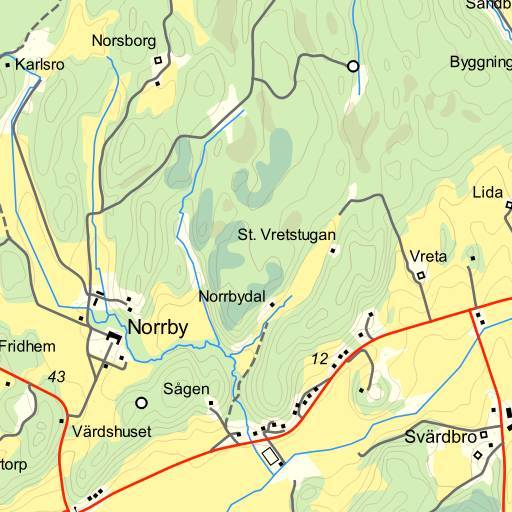 Sandb
Norsborg
Karlsro
Byggning
Lida
St. Vretstugan
Vreta
Norrbydal
Norrby
Fridhem
12
43
Sågen
Värdshuset
Svärdbro
torp